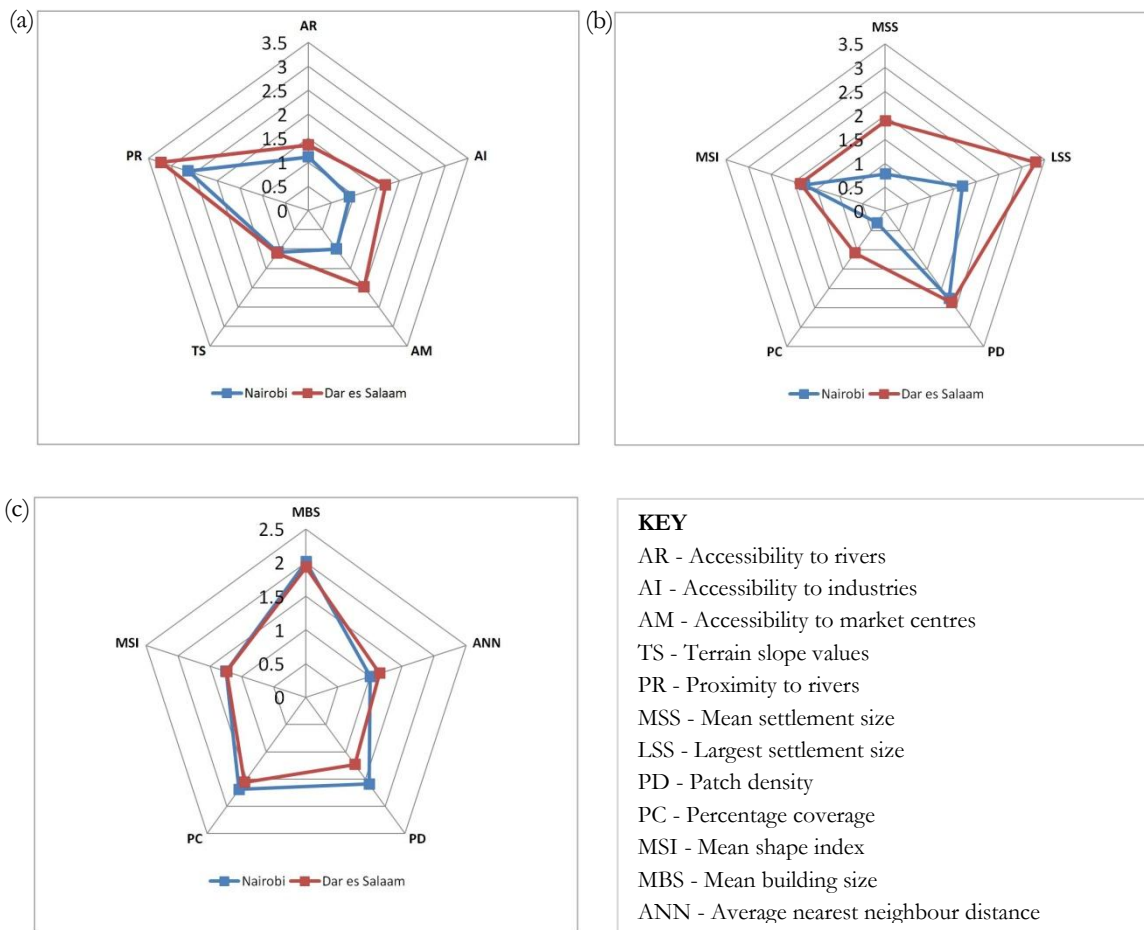 (a)
AR
3.5
3
2.5
2
1.5
1
0.5
0
PR
AI
TS
AM
Nairobi Dar es Salaam
(b)
MSS
3.5
3
2.5
2
1.5
1
0.5
0
MSI
LSS
PC
PD
Nairobi Dar es Salaam
(c)
MBS
2.5
2
1.5
1
0.5
0
MSI
ANN
PC
PD
Nairobi Dar es Salaam
KEY
AR - Accessibility to rivers
AI - Accessibility to industries
AM - Accessibility to market centres
TS - Terrain slope values
PR - Proximity to rivers
MSS - Mean settlement size
LSS - Largest settlement size
PD - Patch density
PC - Percentage coverage
MSI - Mean shape index
MBS - Mean building size
ANN - Average nearest neighbour distance